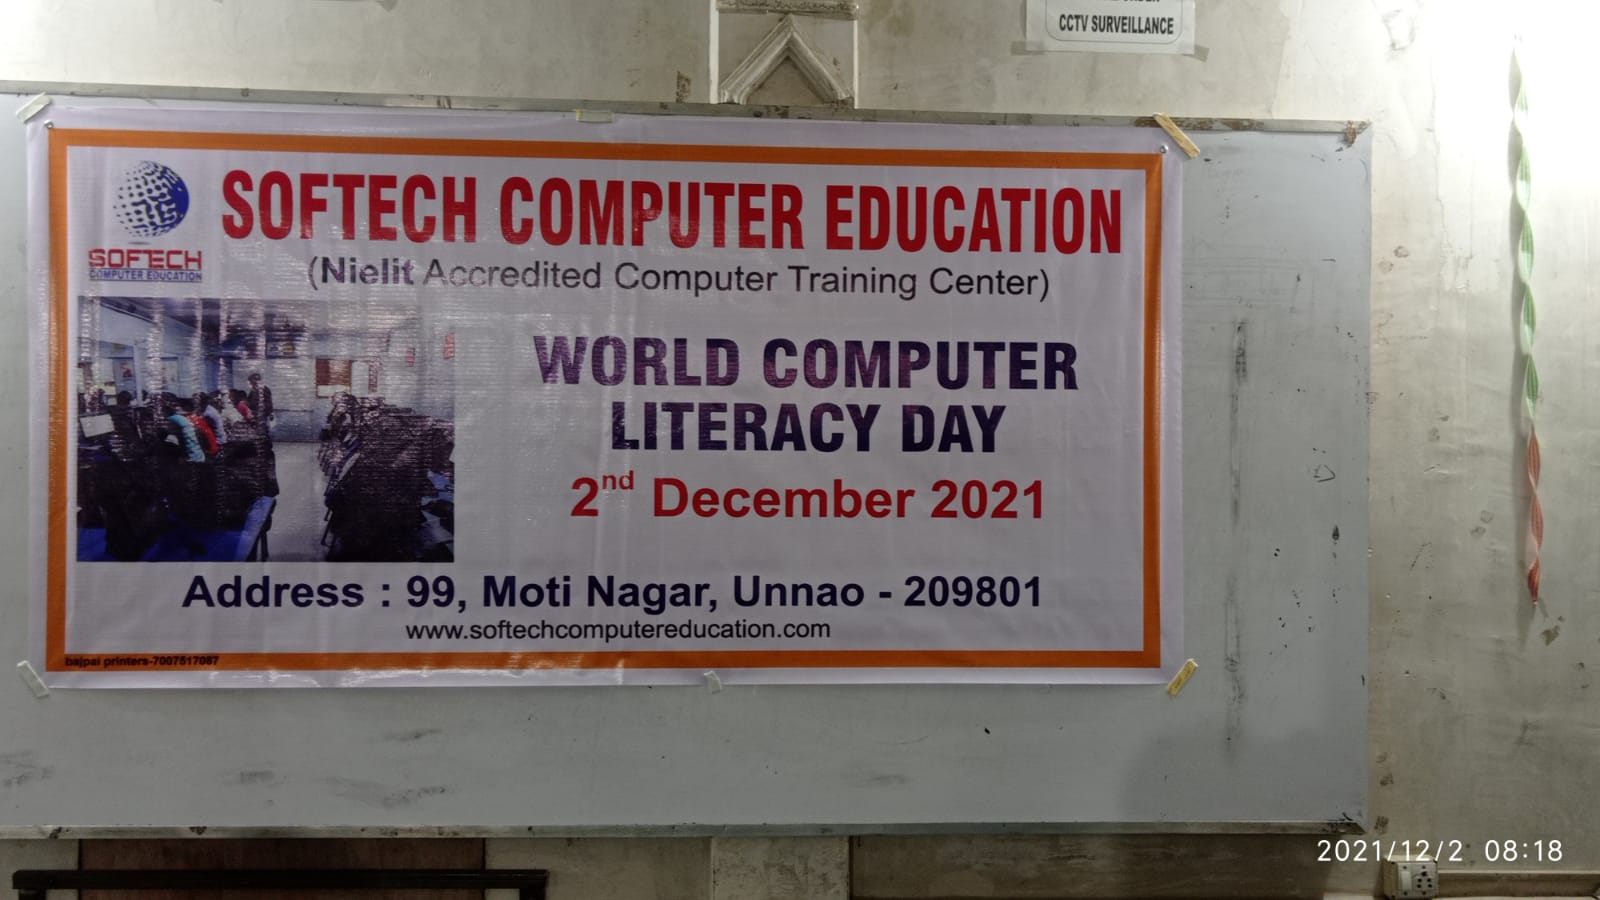 CCTV SURVEILLANCE
SOFTECH
COMPUTER EDUCATION
SOFTECH COMPUTER EDUCATION
(Nielit Accredited Computer Training Center)
WORLD COMPUTER
LITERACY DAY
2nd December 2021
Address : 99, Moti Nagar, Unnao - 209801
www.softechcomputereducation.com
bajpai printers-7007517087
2021/12/2 08:18